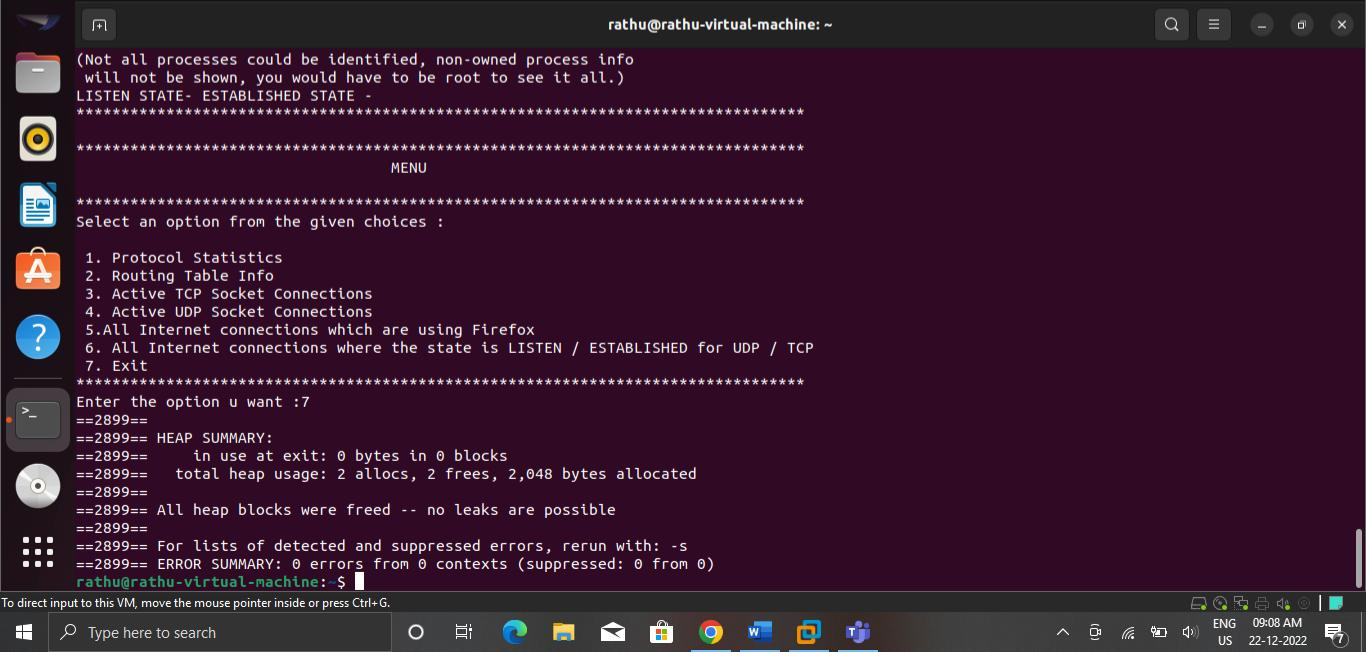 rathu@rathu-virtual-machine: ~
(Not all processes could be identified, non-owned process info
 will not be shown, you would have to be root to see it all.)
LISTEN STATE- ESTABLISHED STATE -
*********************************************************************************
*********************************************************************************
MENU
*********************************************************************************
Select an option from the given choices :
1. Protocol Statistics
2. Routing Table Info
3. Active TCP Socket Connections
4. Active UDP Socket Connections
5.All Internet connections which are using Firefox
6. All Internet connections where the state is LISTEN / ESTABLISHED for UDP / TCP
7. Exit
*********************************************************************************
Enter the option u want :7
==2899==
==2899== HEAP SUMMARY:
==2899==     in use at exit: 0 bytes in 0 blocks
==2899==   total heap usage: 2 allocs, 2 frees, 2,048 bytes allocated
==2899==
==2899== All heap blocks were freed -- no leaks are possible
==2899==
==2899== For lists of detected and suppressed errors, rerun with: -s
==2899== ERROR SUMMARY: 0 errors from 0 contexts (suppressed: 0 from 0)
rathu@rathu-virtual-machine:~$
To direct input to this VM, move the mouse pointer inside or press Ctrl+G.
Type here to search
ENG
US
09:08 AM
22-12-2022
7